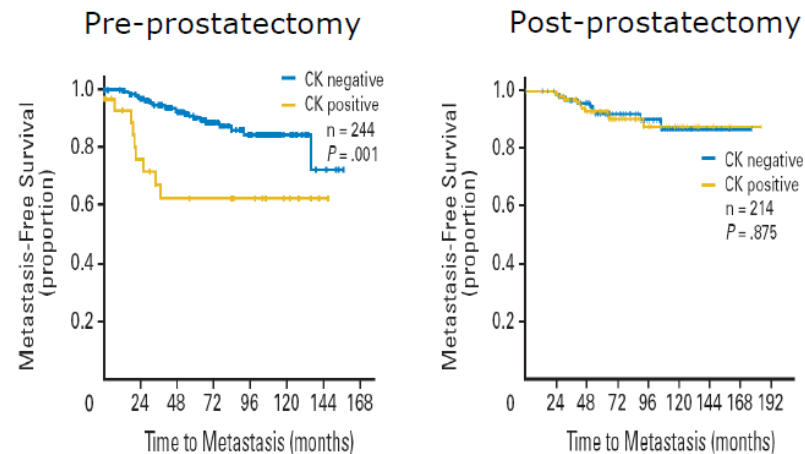 Pre-prostatectomy
Metastasis-Free Survival
(proportion)
1.0
0.8
0.6
0.4
0.2
0
24 48 72 96 120 144 168
Time to Metastasis (months)
CK negative
CK positive
n = 244
P = .001
Post-prostatectomy
Metastasis-Free Survival
(proportion)
1.0
0.8
0.6
0.4
0.2
0
24 48 72 96 120 144 168 192
Time to Metastasis (months)
CK negative
CK positive
n = 214
P = .875